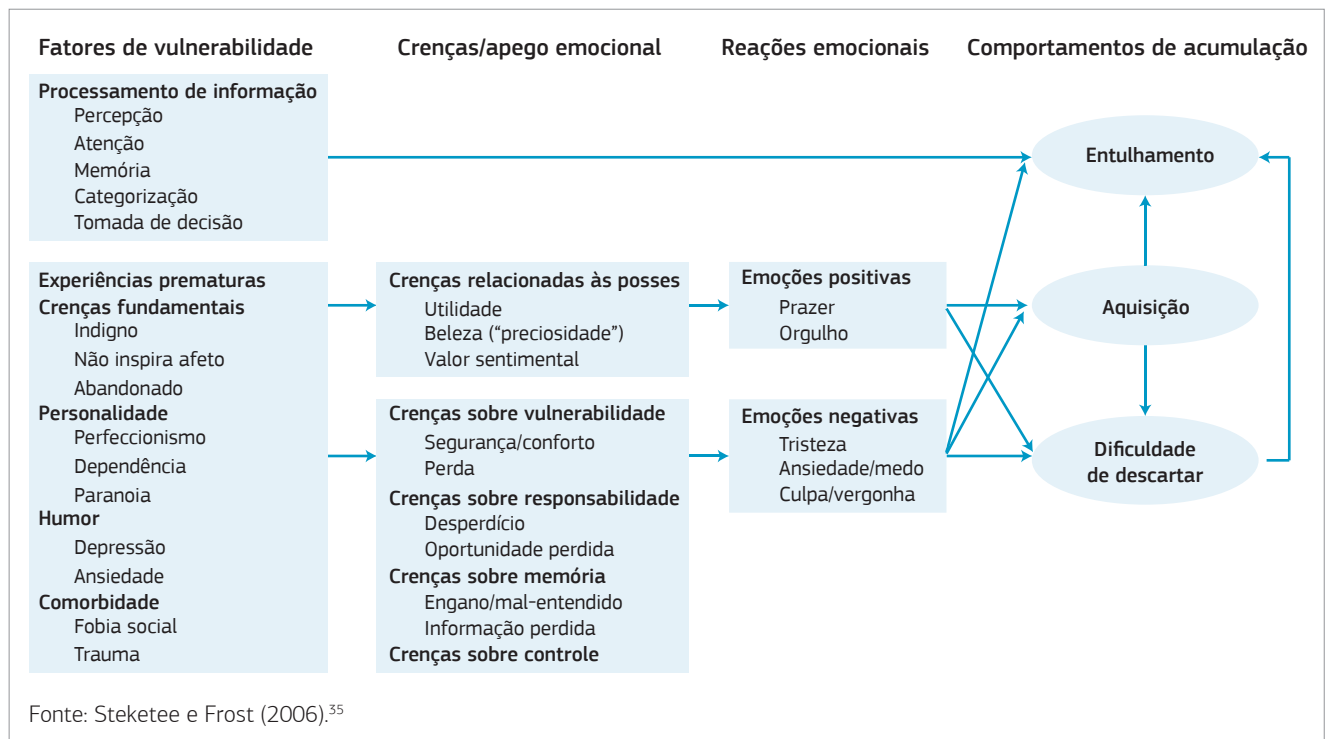 Fatores de vulnerabilidade
Processamento de informação
Percepção
Atenção
Memória
Categorização
Tomada de decisão
Experiências prematuras
Crenças fundamentais
Indigno
Não inspira afeto
Abandonado
Personalidade
Perfeccionismo
Dependência
Paranoia
Humor
Depressão
Ansiedade
Comorbidade
Fobia social
Trauma
Crenças/apego emocional
Crenças relacionadas às posses
Utilidade
Beleza (“preciosidade”)
Valor sentimental
Crenças sobre vulnerabilidade
Segurança/conforto
Perda
Crenças sobre responsabilidade
Desperdício
Oportunidade perdida
Crenças sobre memória
Engano/mal-entendido
Informação perdida
Crenças sobre controle
Reações emocionais
Emoções positivas
Prazer
Orgulho
Emoções negativas
Tristeza
Ansiedade/medo
Culpa/vergonha
Comportamentos de acumulação
Entulhamento
Aquisição
Dificuldade
de descartar
Fonte: Steketee e Frost (2006).³⁵